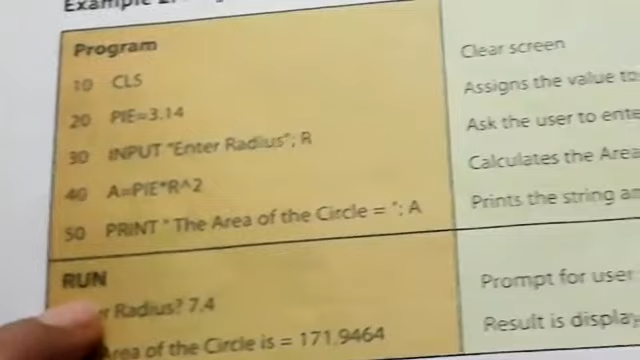 Example 2:
Program
10 CLS
Clear screen
20 PIE=3.14
Assigns the value to
30 INPUT "Enter Radius"; R
Ask the user to ente
40 A=PIE*R^2
Calculates the Area
50 PRINT " The Area of the Circle = "; A
Prints the string an
RUN
Prompt for user
r Radius? 7.4
Result is display
Area of the Circle is = 171.9464